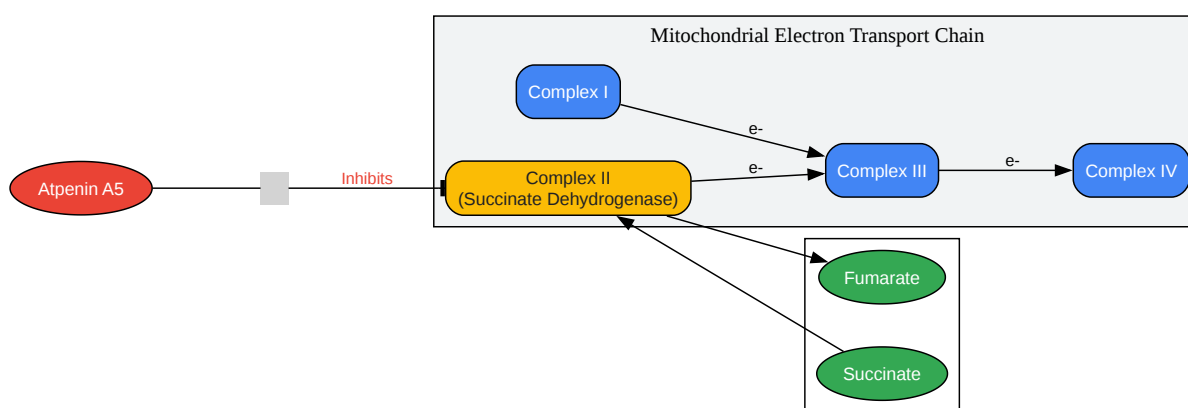 Mitochondrial Electron Transport Chain
Complex I
e-
Atpenin A5
Inhibits
Complex II
(Succinate Dehydrogenase)
e-
Complex III
e-
Complex IV
Fumarate
Succinate